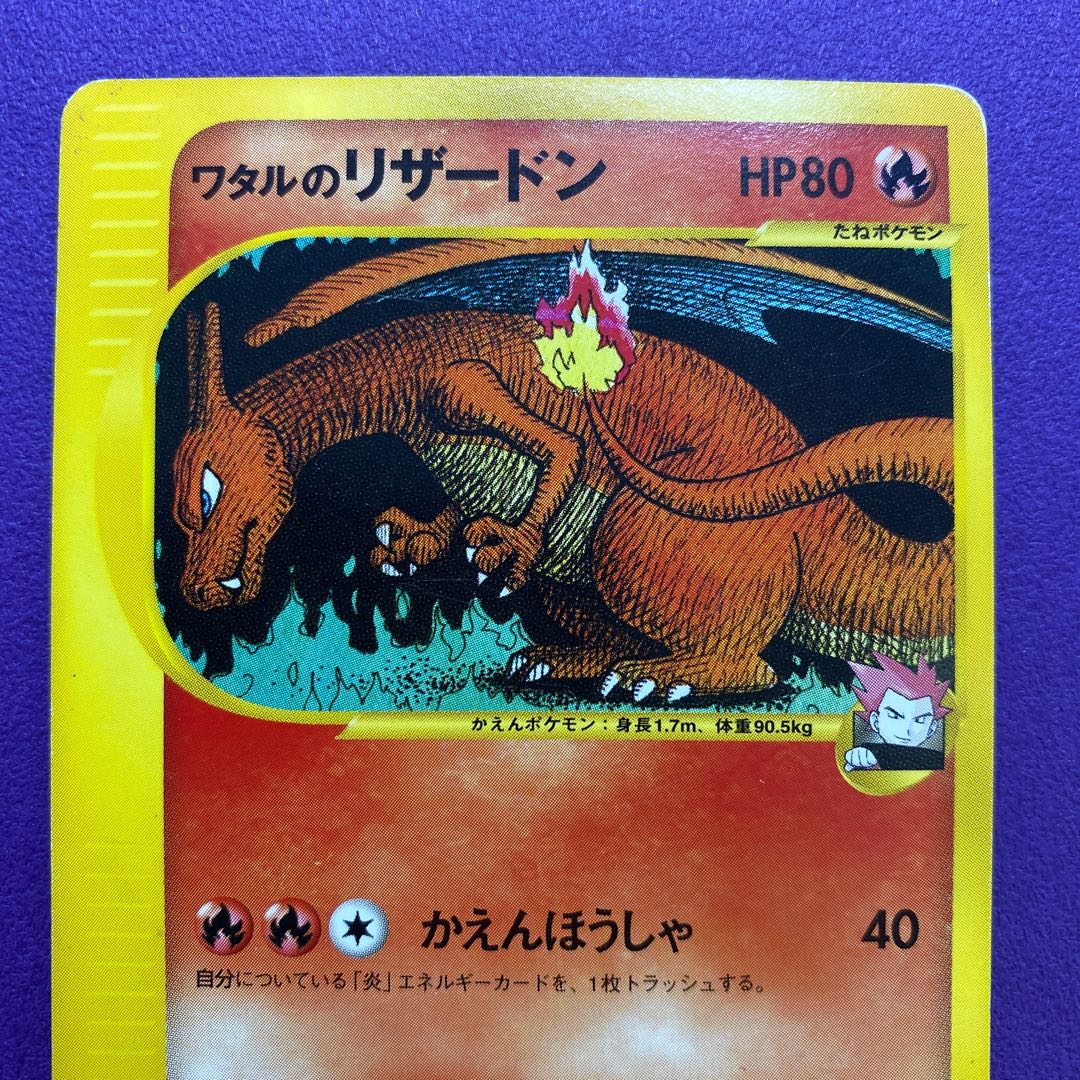 ワタルのリザードン HP80
たねポケモン
かえんポケモン:身長1.7m、体重90.5kg
かえんほうしゃ 40
自分についている「炎」エネルギーカードを、1枚トラッシュする。